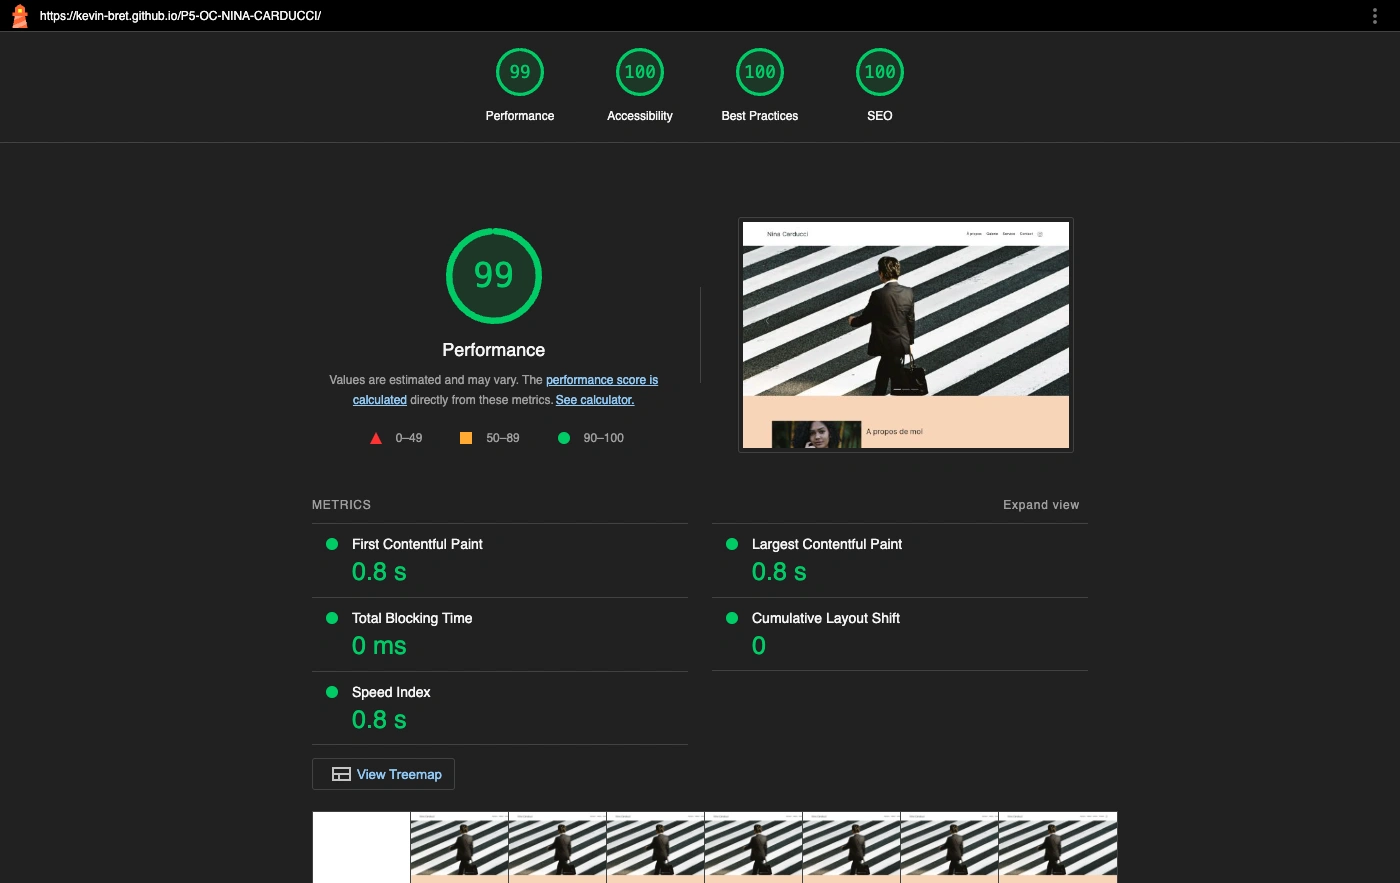 https://kevin-bret.github.io/P5-OC-NINA-CARDUCCI/
99 100 100 100
Performance Accessibility Best Practices SEO
99
Performance
Values are estimated and may vary. The performance score is
calculated directly from these metrics. See calculator.
0–49 50–89 90–100
Nina Carducci
A propos Galerie Service Contact
A propos de moi
METRICS
Expand view
First Contentful Paint
0.8 s
Largest Contentful Paint
0.8 s
Total Blocking Time
0 ms
Cumulative Layout Shift
0
Speed Index
0.8 s
View Treemap